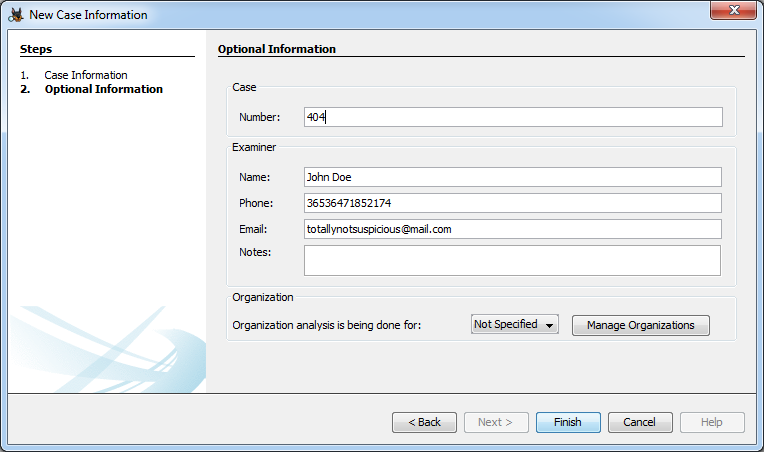 New Case Information
Steps
1. Case Information
2. Optional Information
Optional Information
Case
Number: 404
Examiner
Name: John Doe
Phone: 36536471852174
Email: totallynotsuspicious@mail.com
Notes:
Organization
Organization analysis is being done for: Not Specified Manage Organizations
< Back Next > Finish Cancel Help